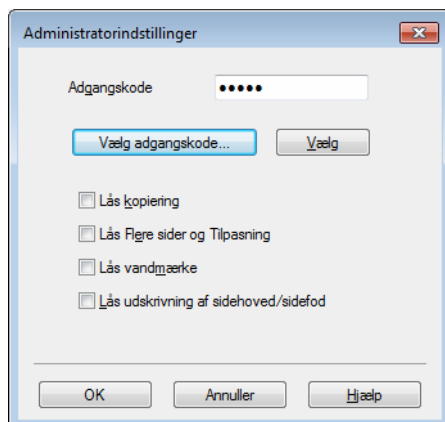 Administratorindstillinger
Adgangskode •••••
Vælg adgangskode... Vælg
Lås kopiering
Lås Flere sider og Tilpasning
Lås vandmærke
Lås udskrivning af sidehoved/sidefod
OK Annuller Hjælp